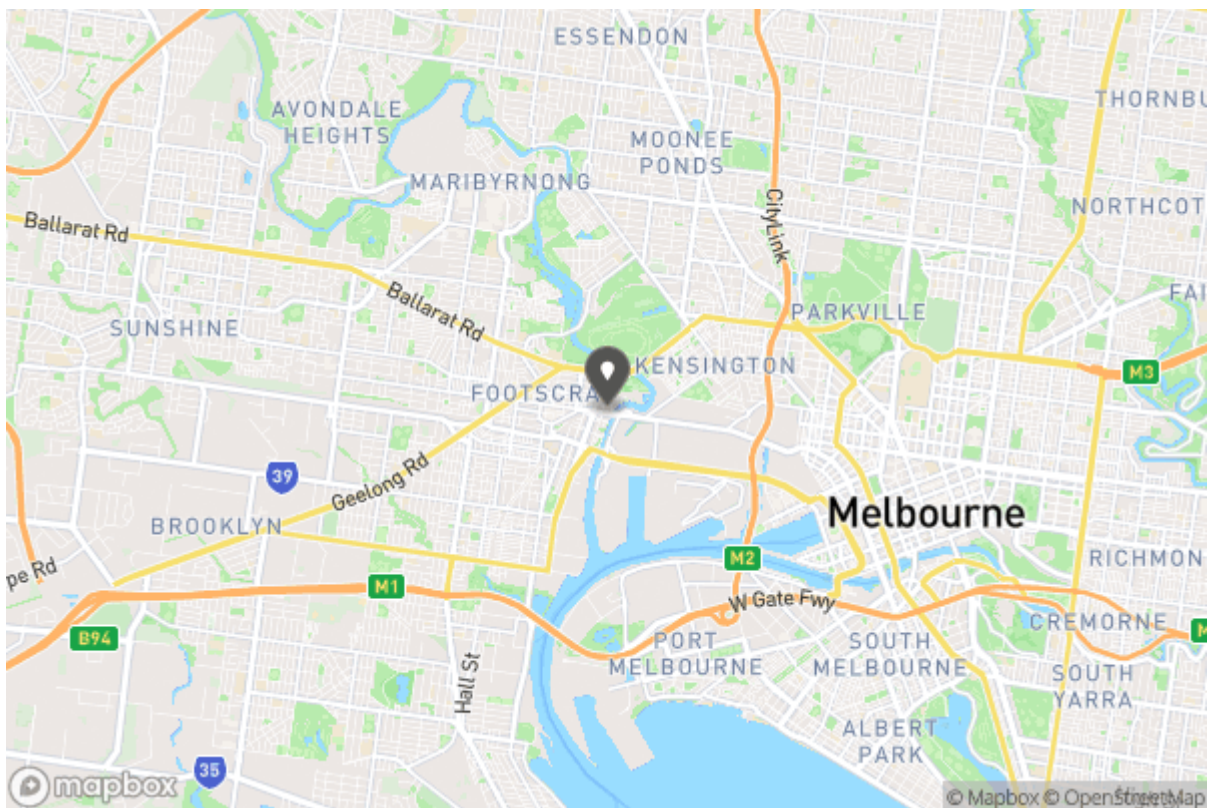 ESSENDON
AVONDALE
HEIGHTS
THORNBU
MOONEE
PONDS
MARIBYRNONG
CityLink
NORTHCOT
Ballarat Rd
Ballarat Rd
PARKVILLE
FAI
SUNSHINE
KENSINGTON
M3
FOOTSCRA
39
Geelong Rd
Melbourne
BROOKLYN
M2
RICHMON
pe Rd
M1
W Gate Fwy
B94
CREMORNE
M
PORT
MELBOURNE
SOUTH
MELBOURNE
SOUTH
YARRA
Hall St
ALBERT
PARK
35
mapbox
© Mapbox © OpenStreetMap